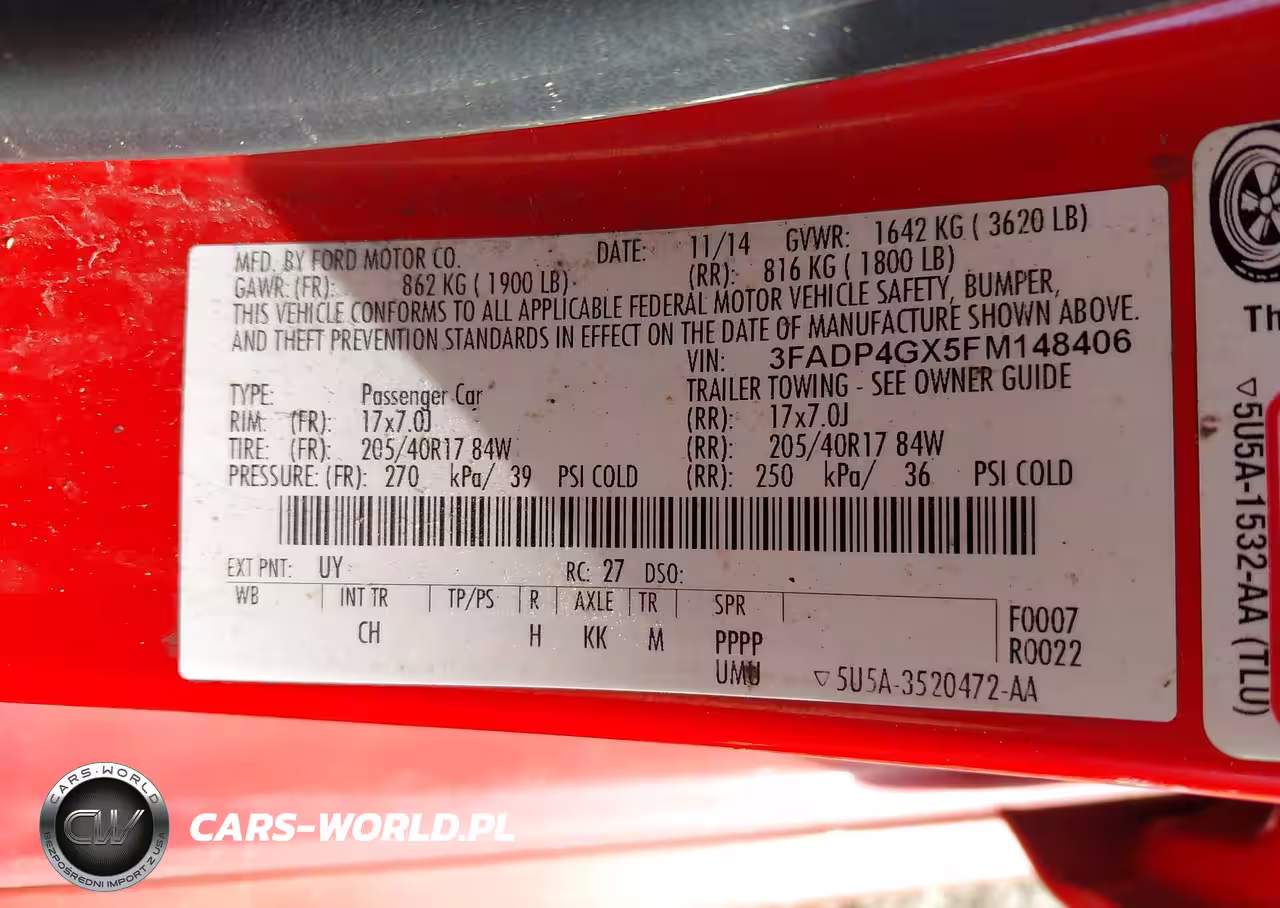 MFD. BY FORD MOTOR CO. DATE: 11/14 GVWR: 1642 KG ( 3620 LB)
GAWR: (FR): 862 KG ( 1900 LB) (RR): 816 KG ( 1800 LB)
THIS VEHICLE CONFORMS TO ALL APPLICABLE FEDERAL MOTOR VEHICLE SAFETY, BUMPER,
AND THEFT PREVENTION STANDARDS IN EFFECT ON THE DATE OF MANUFACTURE SHOWN ABOVE.
VIN: 3FADP4GX5FM148406
TYPE: Passenger Car TRAILER TOWING - SEE OWNER GUIDE
RIM: (FR): 17x7.0J (RR): 17x7.0J
TIRE: (FR): 205/40R17 84W (RR): 205/40R17 84W
PRESSURE: (FR): 270 kPa/ 39 PSI COLD (RR): 250 kPa/ 36 PSI COLD
EXT PNT: UY RC: 27 DSO:
WB INT TR TP/PS R AXLE TR SPR
CH H KK M PPPP
UMU
F0007
R0022
▽5U5A-3520472-AA
Th
▽5U5A-1532-AA (TLU)
CARS-WORLD
CW
BEZPOŚREDNI IMPORT Z USA
CARS-WORLD.PL